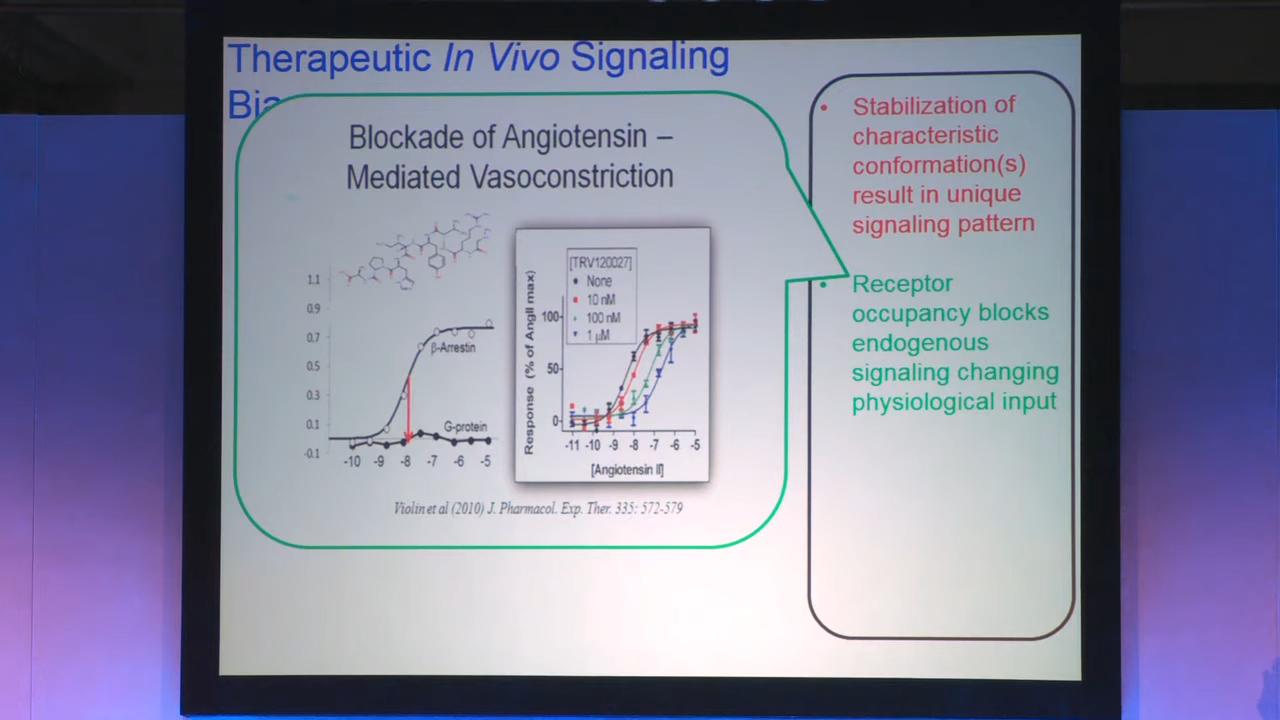 Therapeutic In Vivo Signaling
Bia
Blockade of Angiotensin –
Mediated Vasoconstriction
1.1
0.9
0.7
0.5
0.3
0.1
-0.1
β-Arrestin
G-protein
-10 -9 -8 -7 -6 -5
Response (% of AngII max)
[TRV120027]
None
10 nM
100 nM
1 µM
100
50
0
-11 -10 -9 -8 -7 -6 -5
[Angiotensin II]
Violin et al (2010) J. Pharmacol. Exp. Ther. 335: 572-579
• Stabilization of
characteristic
conformation(s)
result in unique
signaling pattern
• Receptor
occupancy blocks
endogenous
signaling changing
physiological input